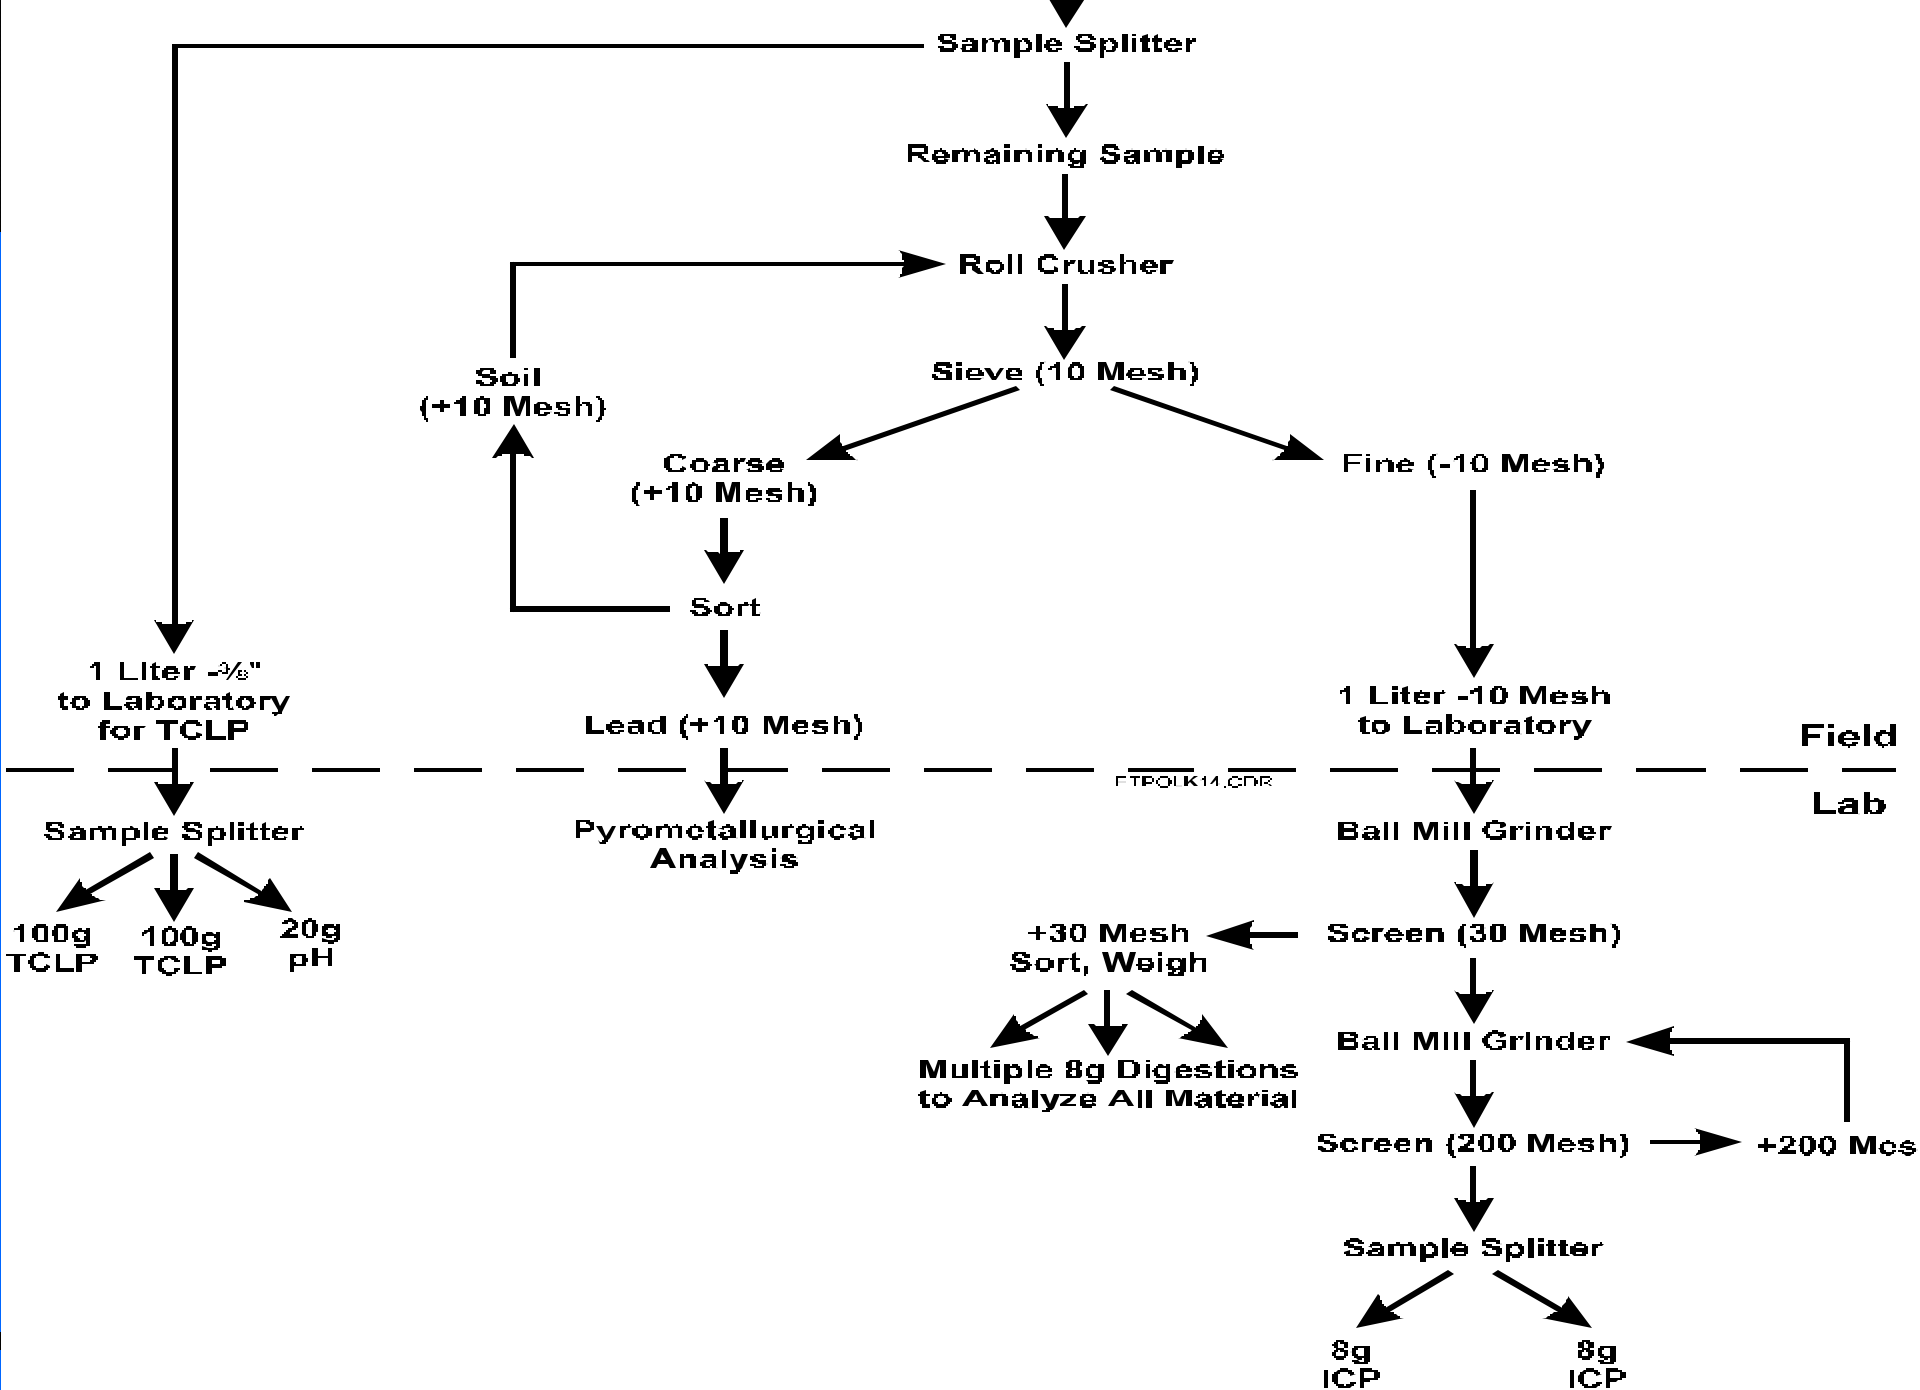 Sample Splitter
Remaining Sample
Roll Crusher
Sieve (10 Mesh)
Soil
(+10 Mesh)
Coarse
(+10 Mesh)
Fine (-10 Mesh)
Sort
1 Liter -⅜"
to Laboratory
for TCLP
Lead (+10 Mesh)
1 Liter -10 Mesh
to Laboratory
Field
FTPOLK14.CDR
Lab
Sample Splitter
Pyrometallurgical
Analysis
Ball Mill Grinder
100g
TCLP
100g
TCLP
20g
pH
+30 Mesh
Sort, Weigh
Screen (30 Mesh)
Ball Mill Grinder
Multiple 8g Digestions
to Analyze All Material
Screen (200 Mesh)
+200 Mes
Sample Splitter
8g
ICP
8g
ICP